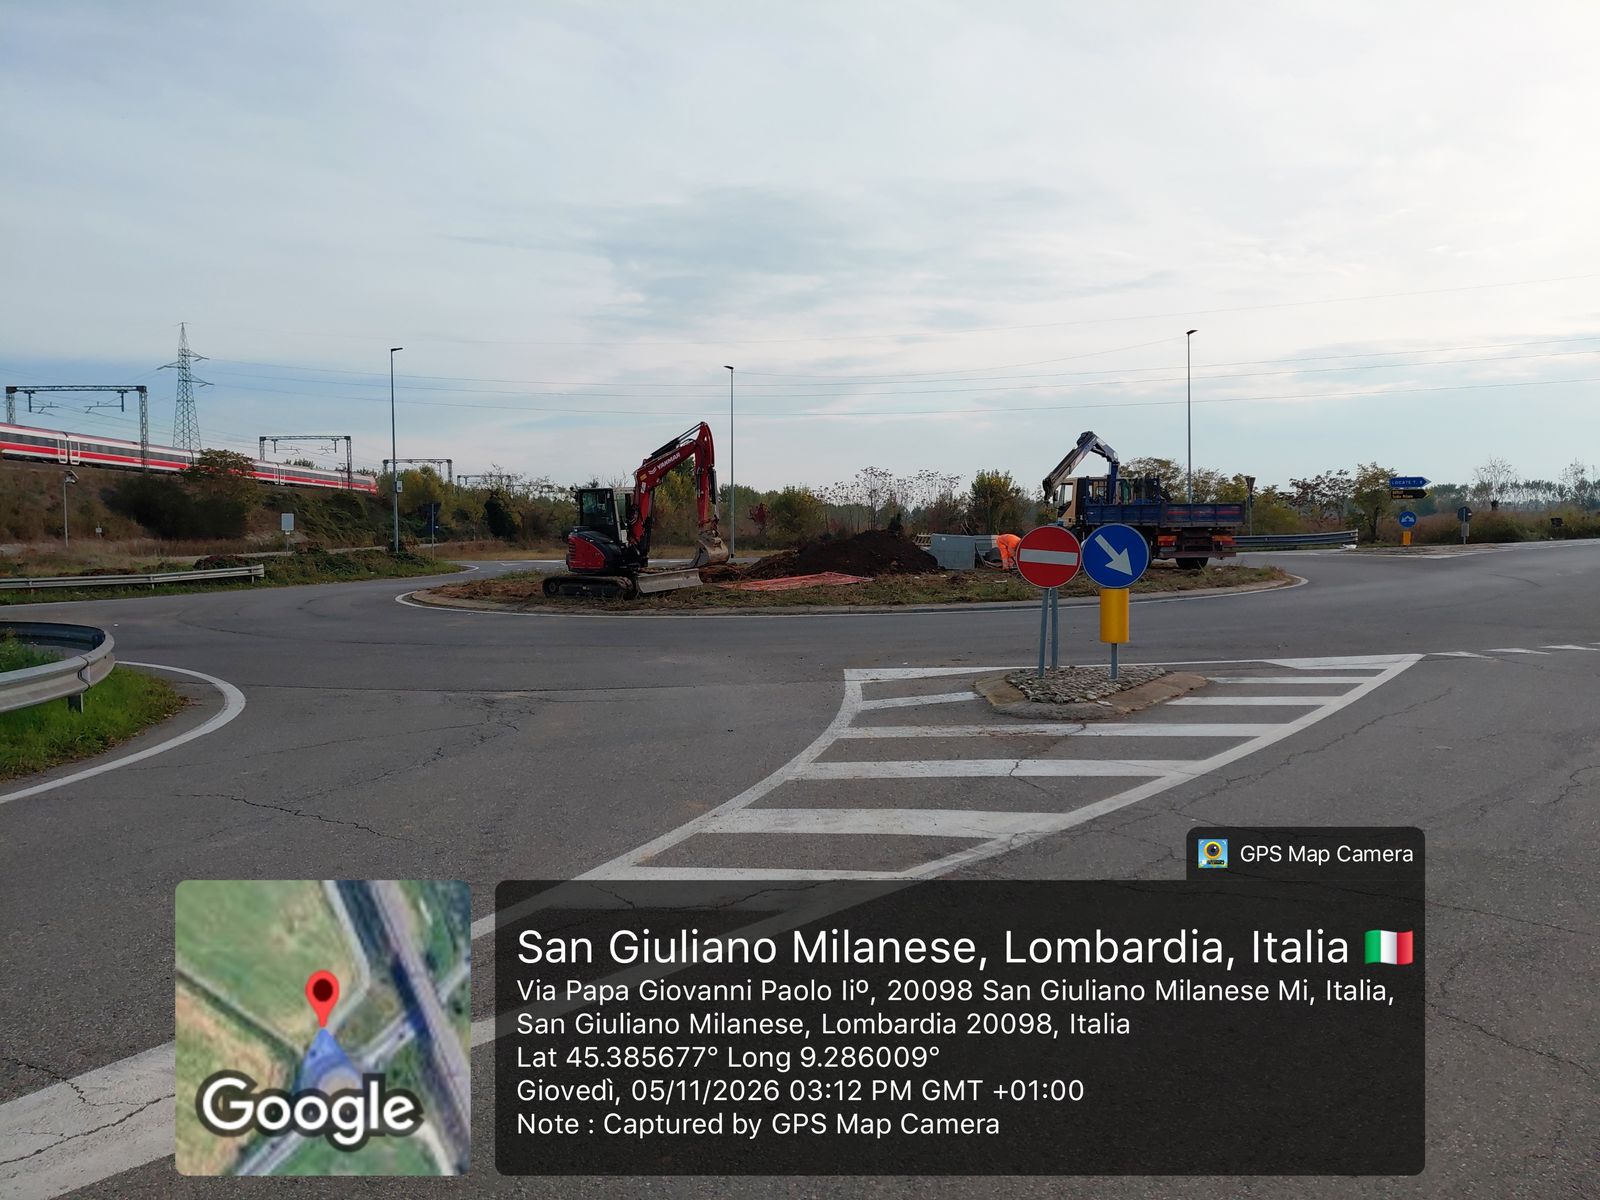 YANMAR
LOCATE T.
GPS Map Camera
San Giuliano Milanese, Lombardia, Italia
Via Papa Giovanni Paolo Iiº, 20098 San Giuliano Milanese Mi, Italia,
San Giuliano Milanese, Lombardia 20098, Italia
Lat 45.385677° Long 9.286009°
Giovedì, 05/11/2026 03:12 PM GMT +01:00
Note : Captured by GPS Map Camera
Google